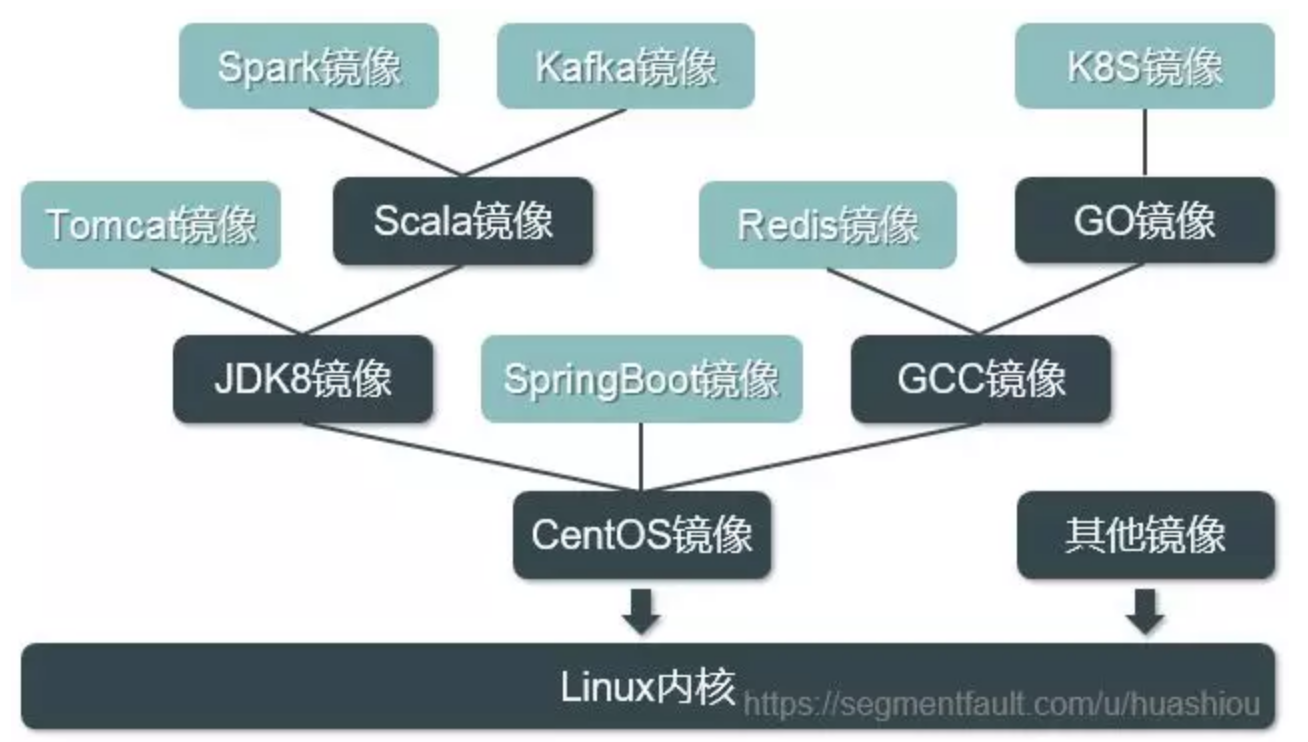 Spark镜像
Kafka镜像
K8S镜像
Tomcat镜像
Scala镜像
Redis镜像
GO镜像
JDK8镜像
SpringBoot镜像
GCC镜像
CentOS镜像
其他镜像
Linux内核
https://segmentfault.com/u/huashiou